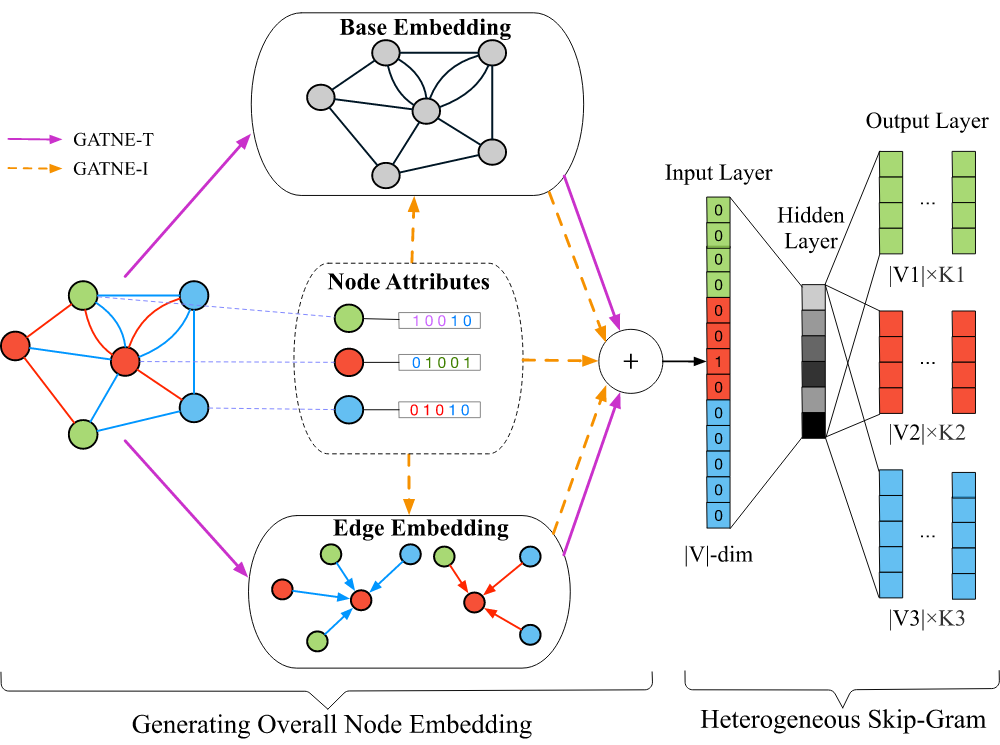 Base Embedding
GATNE-T
GATNE-I
Node Attributes
10010
01001
01010
Edge Embedding
+
Input Layer
0
0
0
0
0
0
1
0
0
0
0
0
0
|V|-dim
Hidden
Layer
Output Layer
...
|V1|×K1
...
|V2|×K2
...
|V3|×K3
Generating Overall Node Embedding
Heterogeneous Skip-Gram